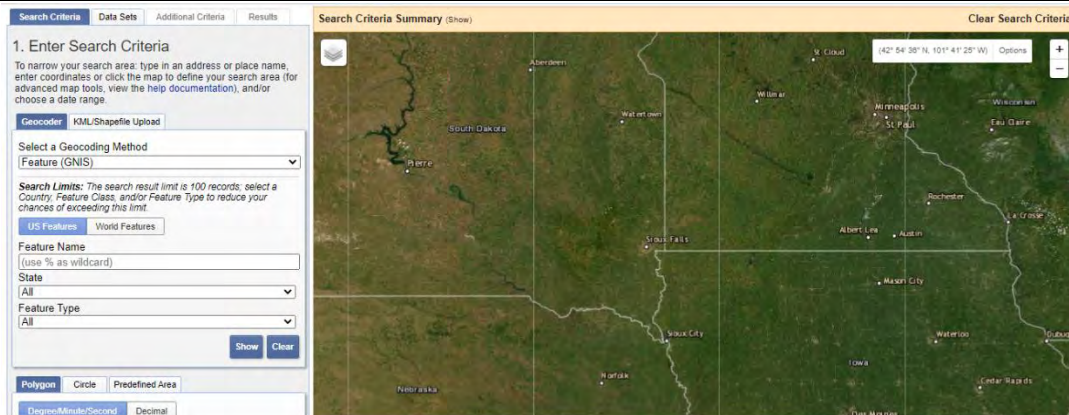 Search Criteria
Data Sets
Additional Criteria
Results
1. Enter Search Criteria
To narrow your search area: type in an address or place name,
enter coordinates or click the map to define your search area (for
advanced map tools, view the help documentation), and/or
choose a date range.
Geocoder
KML/Shapefile Upload
Select a Geocoding Method
Feature (GNIS)
Search Limits: The search result limit is 100 records; select a
Country, Feature Class, and/or Feature Type to reduce your
chances of exceeding this limit.
US Features
World Features
Feature Name
(use % as wildcard)
State
All
Feature Type
All
Show
Clear
Polygon
Circle
Predefined Area
Degree/Minute/Second
Decimal
Search Criteria Summary (Show)
Clear Search Criteria
(42° 54' 38" N, 101° 41' 25" W)
Options
+
−
St Cloud
Aberdeen
Willmar
Minneapolis
St Paul
Wisconsin
Eau Claire
Watertown
South Dakota
Pierre
Rochester
La Crosse
Albert Lea
Austin
Sioux Falls
Mason City
Sioux City
Waterloo
Dubuq
Iowa
Norfolk
Nebraska
Cedar Rapids
Des Moines